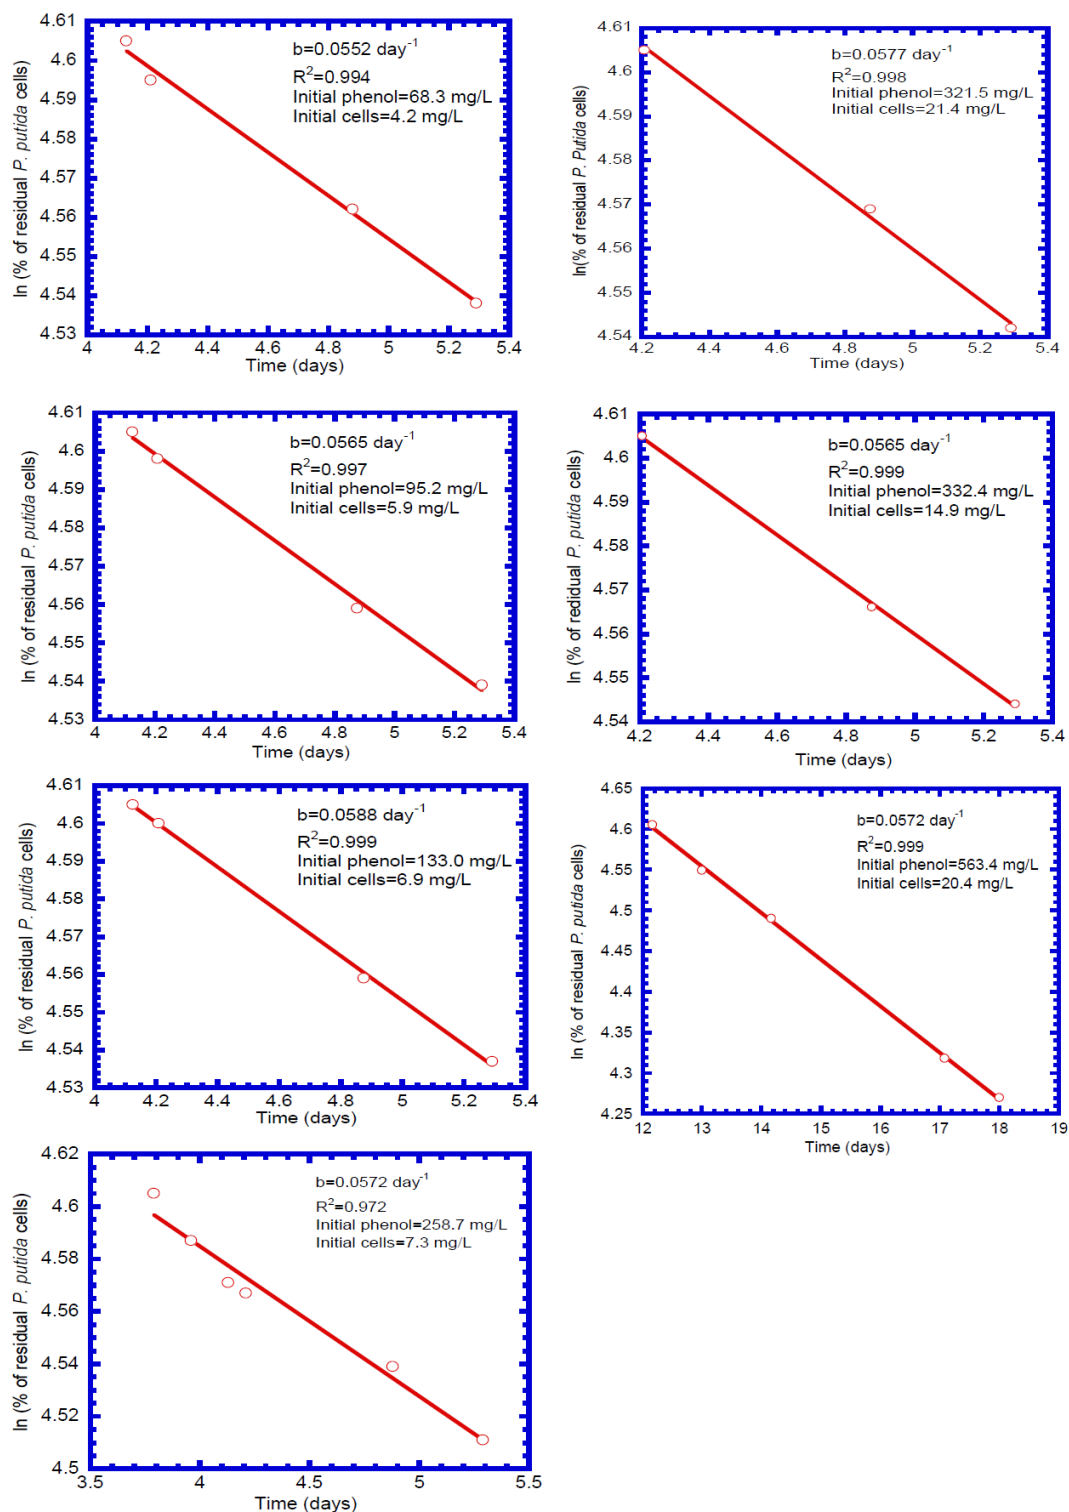 4.61
4.6
4.59
4.58
4.57
4.56
4.55
4.54
4.53
4
4.2
4.4
4.6
4.8
5
5.2
5.4
ln (% of residual P. putida cells)
Time (days)
b=0.0552 day⁻¹
R²=0.994
Initial phenol=68.3 mg/L
Initial cells=4.2 mg/L
4.61
4.6
4.59
4.58
4.57
4.56
4.55
4.54
4.2
4.4
4.6
4.8
5
5.2
5.4
ln(% of residual P. Putida cells)
Time (days)
b=0.0577 day⁻¹
R²=0.998
Initial phenol=321.5 mg/L
Initial cells=21.4 mg/L
4.61
4.6
4.59
4.58
4.57
4.56
4.55
4.54
4.53
4
4.2
4.4
4.6
4.8
5
5.2
5.4
ln (% of residual P. putida cells)
Time (days)
b=0.0565 day⁻¹
R²=0.997
Initial phenol=95.2 mg/L
Initial cells=5.9 mg/L
4.61
4.6
4.59
4.58
4.57
4.56
4.55
4.54
4.2
4.4
4.6
4.8
5
5.2
5.4
ln (% of redidual P. putida cells)
Time (days)
b=0.0565 day⁻¹
R²=0.999
Initial phenol=332.4 mg/L
Initial cells=14.9 mg/L
4.61
4.6
4.59
4.58
4.57
4.56
4.55
4.54
4.53
4
4.2
4.4
4.6
4.8
5
5.2
5.4
ln (% of residual P. putida cells)
Time (days)
b=0.0588 day⁻¹
R²=0.999
Initial phenol=133.0 mg/L
Initial cells=6.9 mg/L
4.65
4.6
4.55
4.5
4.45
4.4
4.35
4.3
4.25
12
13
14
15
16
17
18
19
ln (% of residual P. putida cells)
Time (days)
b=0.0572 day⁻¹
R²=0.999
Initial phenol=563.4 mg/L
Initial cells=20.4 mg/L
4.62
4.6
4.58
4.56
4.54
4.52
4.5
3.5
4
4.5
5
5.5
ln (% of residual P. putida cells)
Time (days)
b=0.0572 day⁻¹
R²=0.972
Initial phenol=258.7 mg/L
Initial cells=7.3 mg/L